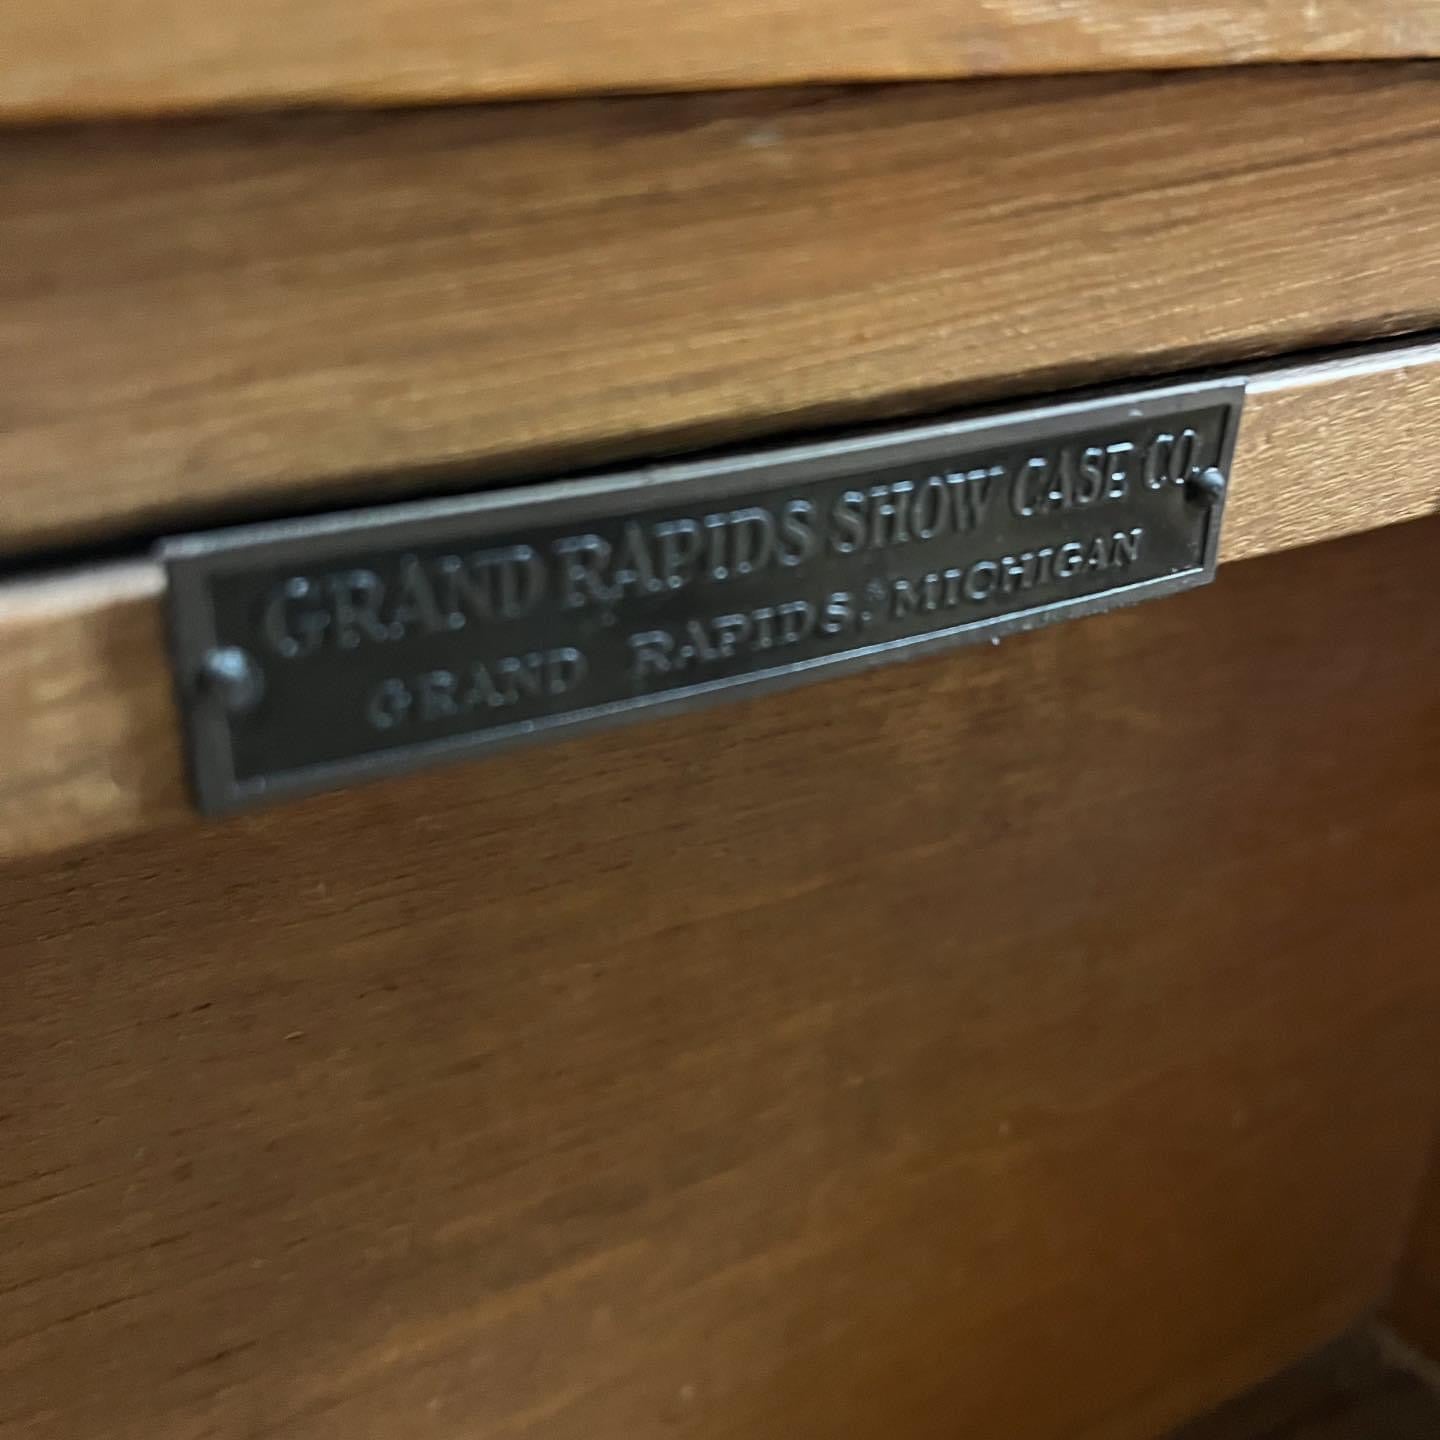 GRAND RAPIDS SHOW CASE CO.
GRAND RAPIDS, MICHIGAN